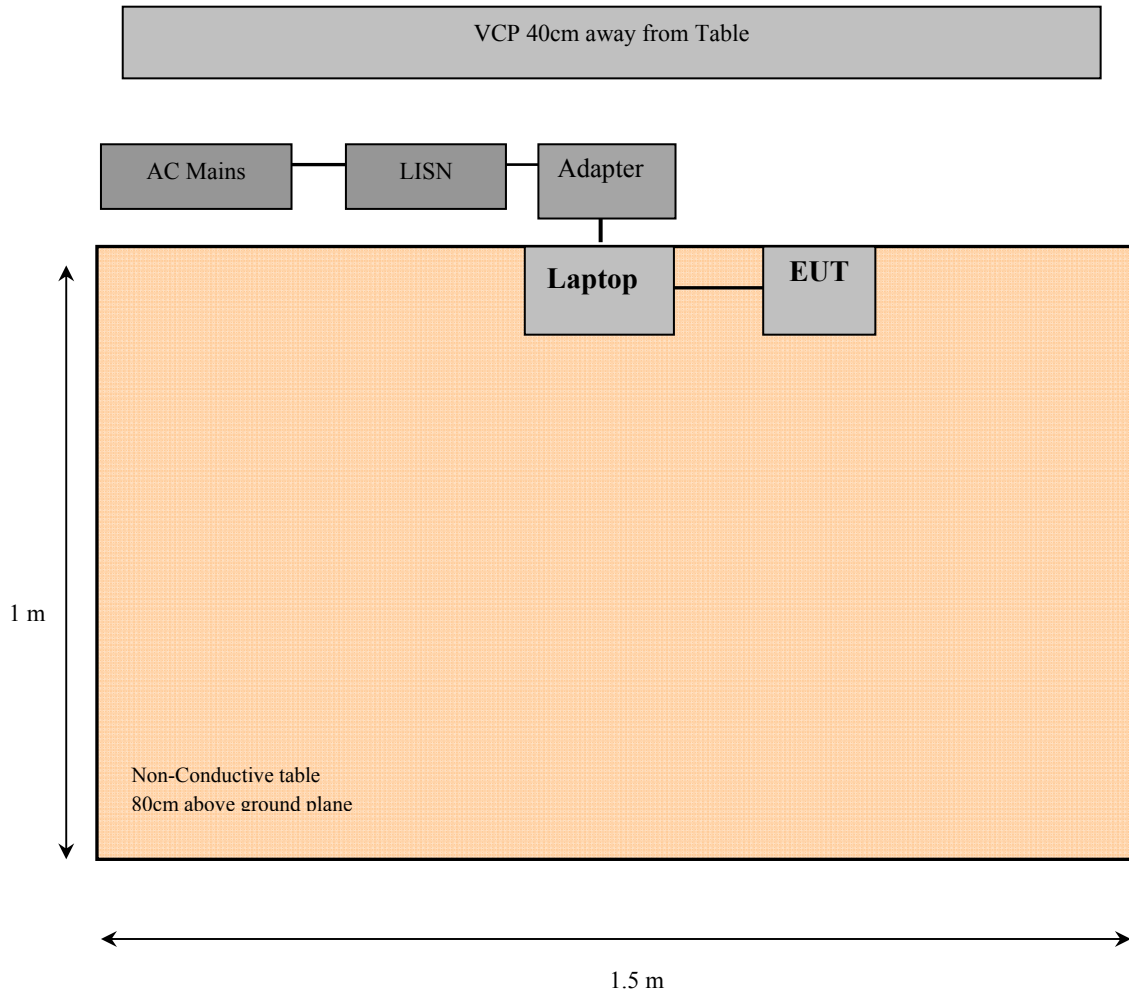 VCP 40cm away from Table
AC Mains
LISN
Adapter
Laptop
EUT
1 m
Non-Conductive table
80cm above ground plane
1.5 m